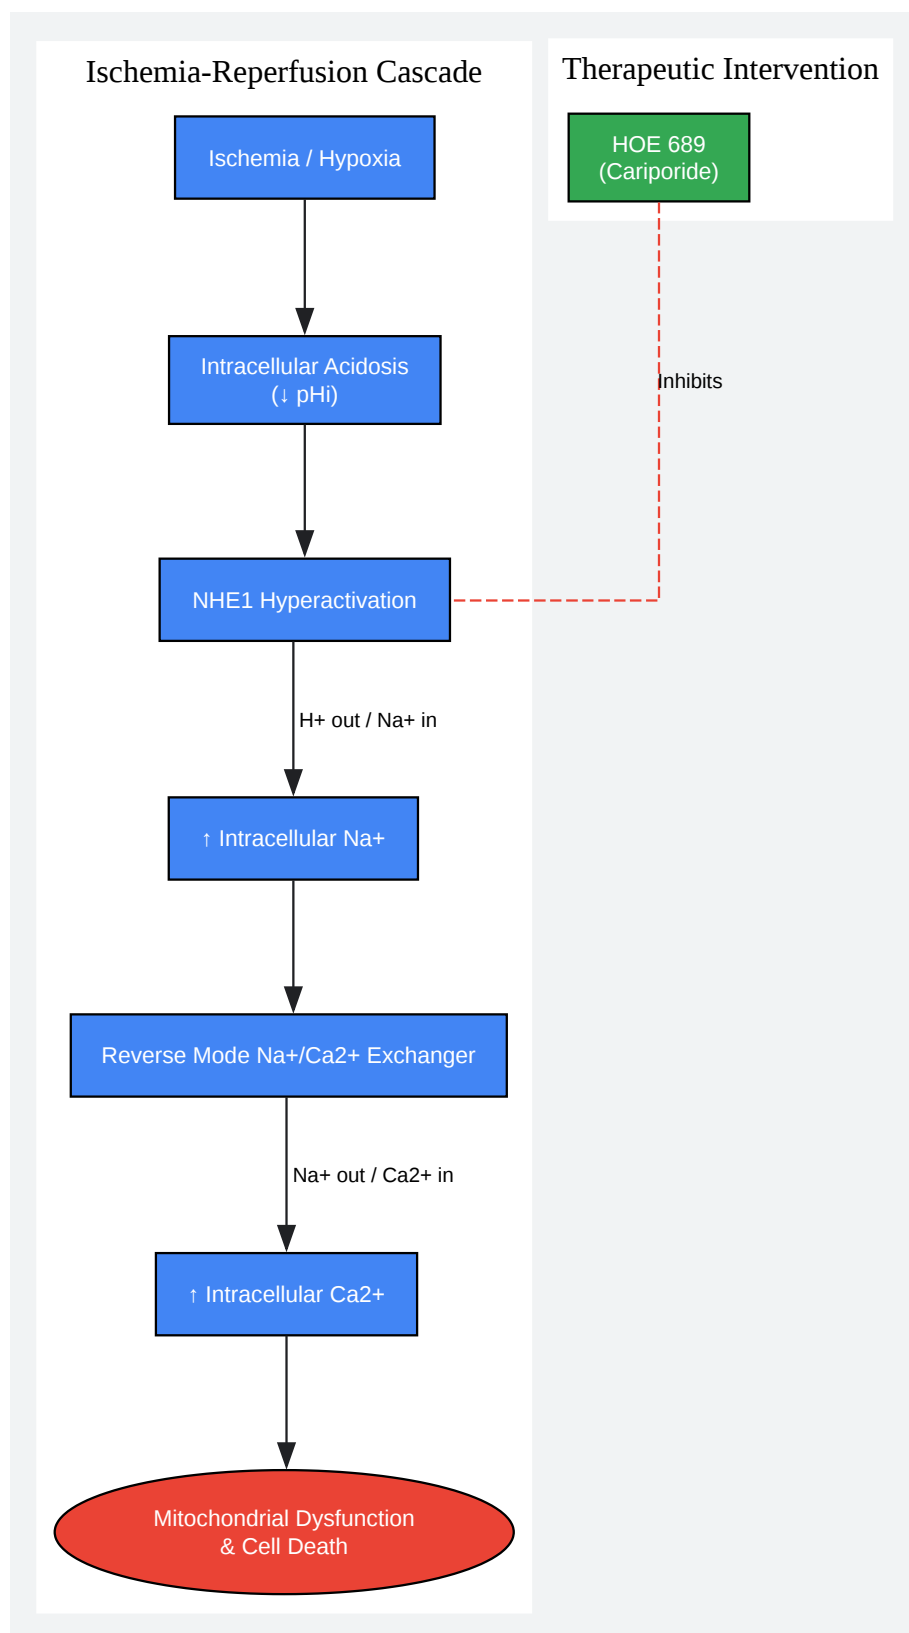 Ischemia-Reperfusion Cascade
Therapeutic Intervention
Ischemia / Hypoxia
HOE 689
(Cariporide)
Intracellular Acidosis
(↓ pHi)
Inhibits
NHE1 Hyperactivation
H+ out / Na+ in
↑ Intracellular Na+
Reverse Mode Na+/Ca2+ Exchanger
Na+ out / Ca2+ in
↑ Intracellular Ca2+
Mitochondrial Dysfunction
& Cell Death